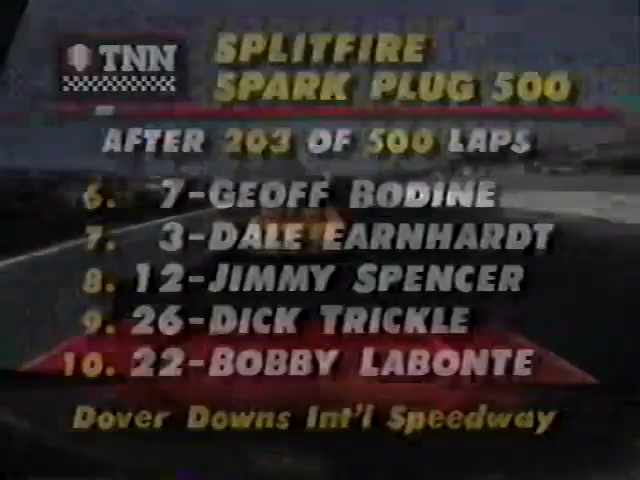 TNN
SPLITFIRE
SPARK PLUG 500
AFTER 203 OF 500 LAPS
6. 7-GEOFF BODINE
7. 3-DALE EARNHARDT
8. 12-JIMMY SPENCER
9. 26-DICK TRICKLE
10. 22-BOBBY LABONTE
Dover Downs Int'l Speedway